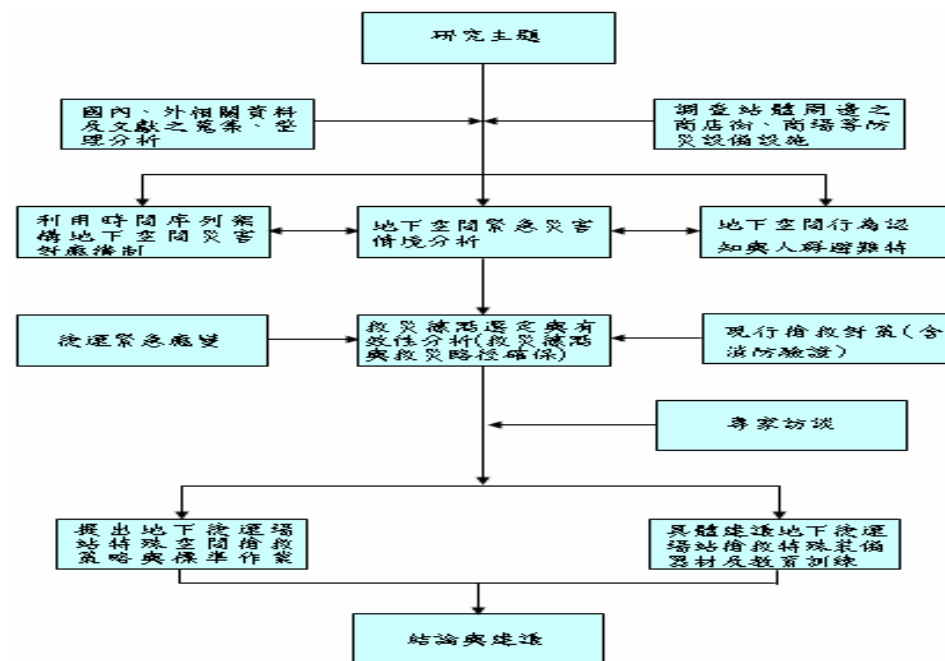 研究主題
國內、外相關資料
及文獻之蒐集、整
理分析
調查站體周邊之
商店街、商場等防
災設備設施
利用時間序列架
構地下空間災害
對應機制
地下空間緊急災害
情境分析
地下空間行為認
知與人群避難特
捷運緊急應變
救災據點選定與有
效性分析(救災據點
與救災路徑確保)
現行搶救對策(含
消防驗證)
專家訪談
提出地下捷運場
站特殊空間搶救
策略與標準作業
具體建議地下捷運
場站搶救特殊裝備
器材及教育訓練
結論與建議